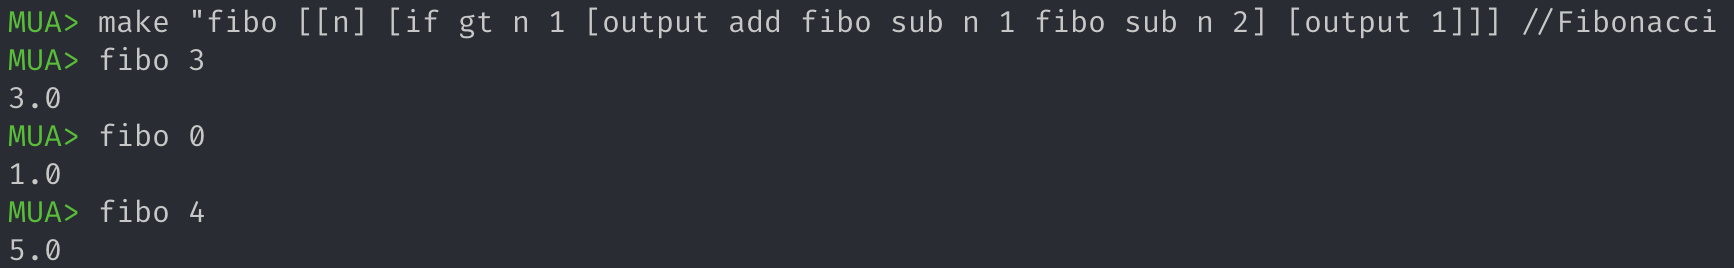 MUA> make "fibo [[n] [if gt n 1 [output add fibo sub n 1 fibo sub n 2] [output 1]]] //Fibonacci
MUA> fibo 3
3.0
MUA> fibo 0
1.0
MUA> fibo 4
5.0